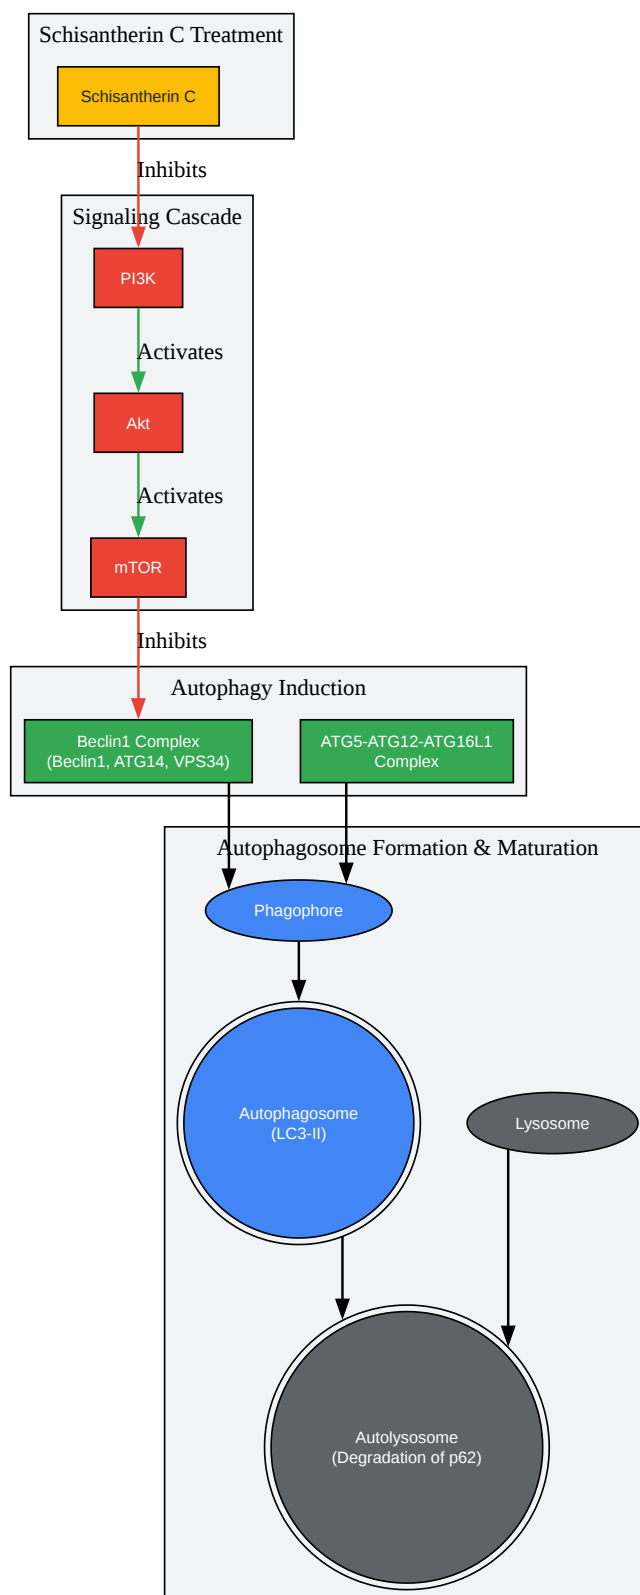 Schisantherin C Treatment
Schisantherin C
Inhibits
Signaling Cascade
PI3K
Activates
Akt
Activates
mTOR
Inhibits
Autophagy Induction
Beclin1 Complex
(Beclin1, ATG14, VPS34)
ATG5-ATG12-ATG16L1
Complex
Autophagosome Formation & Maturation
Phagophore
Autophagosome
(LC3-II)
Lysosome
Autolysosome
(Degradation of p62)